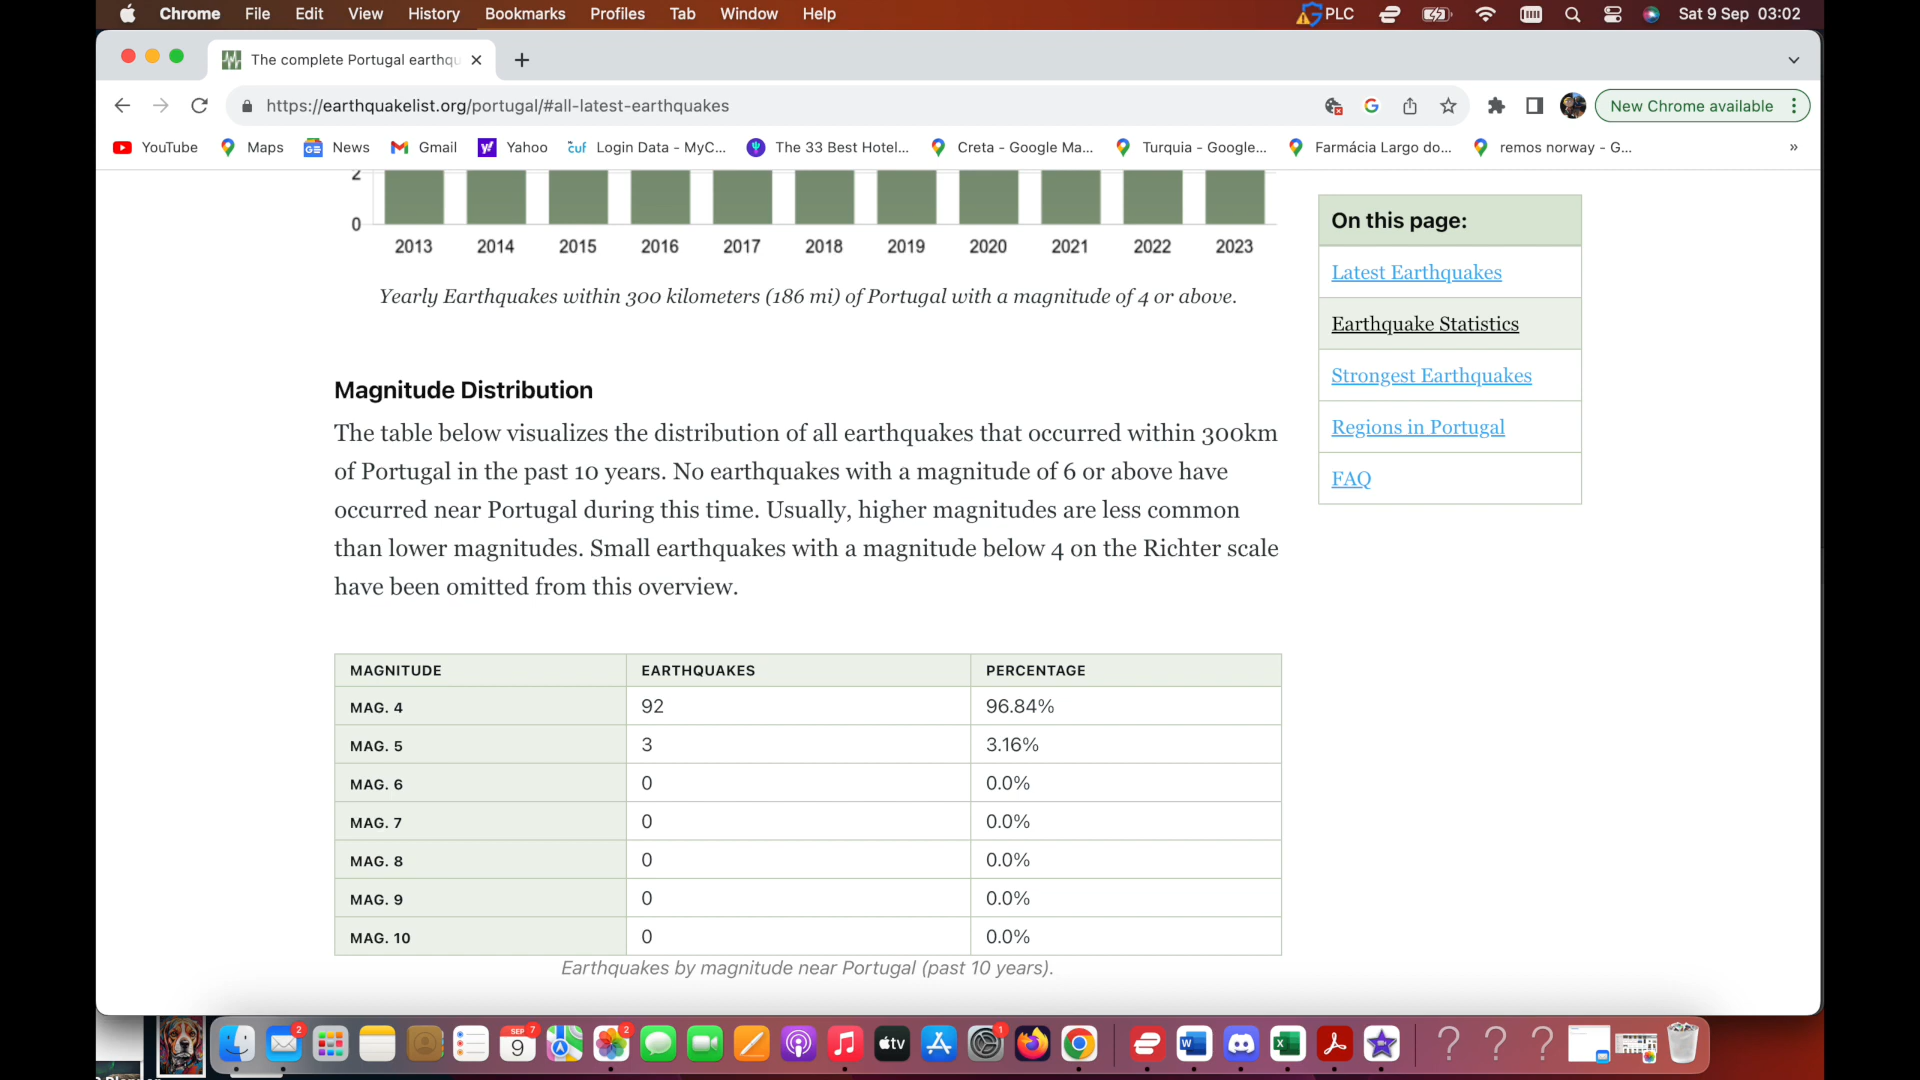 Chrome File Edit View History Bookmarks Profiles Tab Window Help PLC Sat 9 Sep 03:02
The complete Portugal earthqu
https://earthquakelist.org/portugal/#all-latest-earthquakes
New Chrome available
YouTube Maps News Gmail Yahoo cuf Login Data - MyC... The 33 Best Hotel... Creta - Google Ma... Turquia - Google... Farmácia Largo do... remos norway - G... »
2
0
2013 2014 2015 2016 2017 2018 2019 2020 2021 2022 2023
Yearly Earthquakes within 300 kilometers (186 mi) of Portugal with a magnitude of 4 or above.
On this page:
Latest Earthquakes
Earthquake Statistics
Strongest Earthquakes
Regions in Portugal
FAQ
Magnitude Distribution
The table below visualizes the distribution of all earthquakes that occurred within 300km
of Portugal in the past 10 years. No earthquakes with a magnitude of 6 or above have
occurred near Portugal during this time. Usually, higher magnitudes are less common
than lower magnitudes. Small earthquakes with a magnitude below 4 on the Richter scale
have been omitted from this overview.
MAGNITUDE EARTHQUAKES PERCENTAGE
MAG. 4 92 96.84%
MAG. 5 3 3.16%
MAG. 6 0 0.0%
MAG. 7 0 0.0%
MAG. 8 0 0.0%
MAG. 9 0 0.0%
MAG. 10 0 0.0%
Earthquakes by magnitude near Portugal (past 10 years).
2 SEP 7 9 2 tv 1 W X ? ? ?